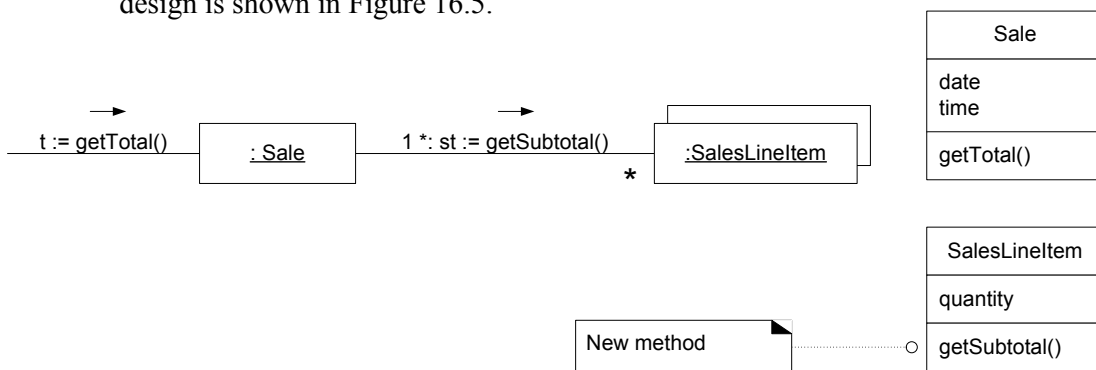 design is shown in Figure 16.5.
t := getTotal()
: Sale
1 *: st := getSubtotal()
*
:SalesLineItem
Sale
date
time
getTotal()
SalesLineItem
quantity
getSubtotal()
New method